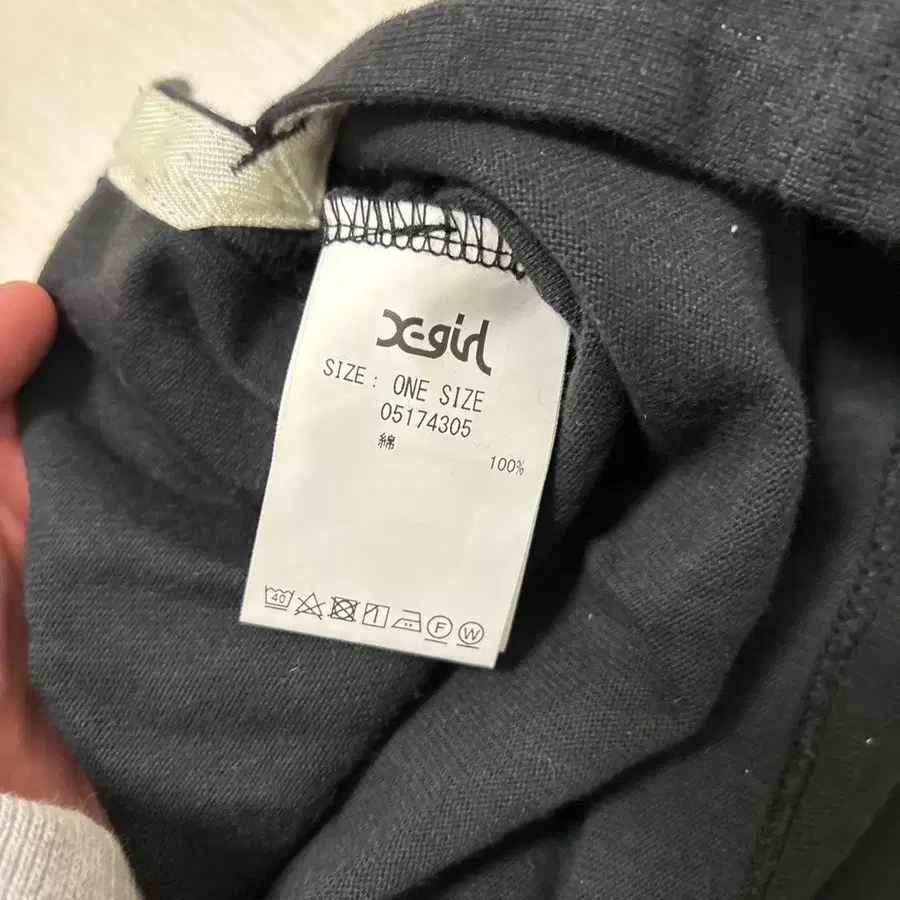 X-girl
SIZE: ONE SIZE
05174305
綿 100%
40 F W